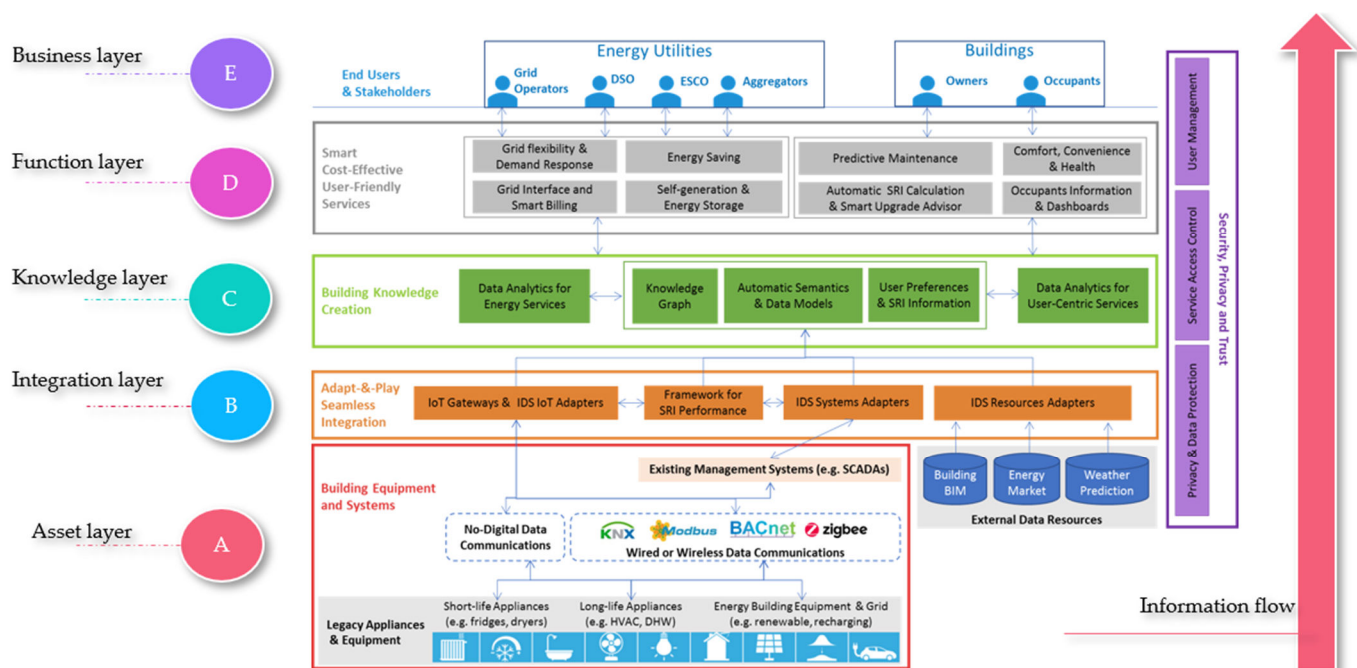 Business layer
E
End Users
& Stakeholders
Energy Utilities
Grid
Operators
DSO
ESCO
Aggregators
Buildings
Owners
Occupants
Function layer
D
Smart
Cost-Effective
User-Friendly
Services
Grid flexibility &
Demand Response
Energy Saving
Grid Interface and
Smart Billing
Self-generation &
Energy Storage
Predictive Maintenance
Comfort, Convenience
& Health
Automatic SRI Calculation
& Smart Upgrade Advisor
Occupants Information
& Dashboards
Knowledge layer
C
Building Knowledge
Creation
Data Analytics for
Energy Services
Knowledge
Graph
Automatic Semantics
& Data Models
User Preferences
& SRI Information
Data Analytics for
User-Centric Services
Integration layer
B
Adapt-&-Play
Seamless
Integration
IoT Gateways & IDS IoT Adapters
Framework for
SRI Performance
IDS Systems Adapters
IDS Resources Adapters
Asset layer
A
Building Equipment
and Systems
Existing Management Systems (e.g. SCADAs)
No-Digital Data
Communications
KNX
Modbus
BACnet
zigbee
Wired or Wireless Data Communications
Legacy Appliances
& Equipment
Short-life Appliances
(e.g. fridges, dryers)
Long-life Appliances
(e.g. HVAC, DHW)
Energy Building Equipment & Grid
(e.g. renewable, recharging)
Building
BIM
Energy
Market
Weather
Prediction
External Data Resources
User Management
Service Access Control
Privacy & Data Protection
Security, Privacy and Trust
Information flow